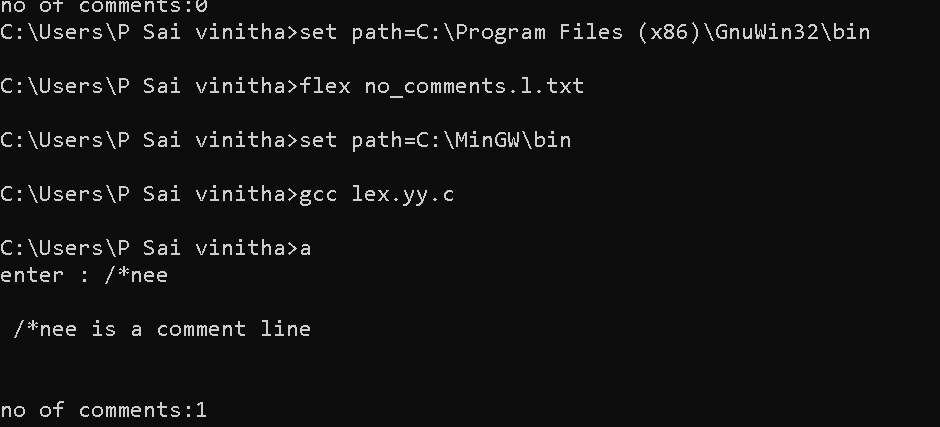 no of comments:0
C:\Users\P Sai vinitha>set path=C:\Program Files (x86)\GnuWin32\bin
C:\Users\P Sai vinitha>flex no_comments.l.txt
C:\Users\P Sai vinitha>set path=C:\MinGW\bin
C:\Users\P Sai vinitha>gcc lex.yy.c
C:\Users\P Sai vinitha>a
enter : /*nee
/*nee is a comment line
no of comments:1